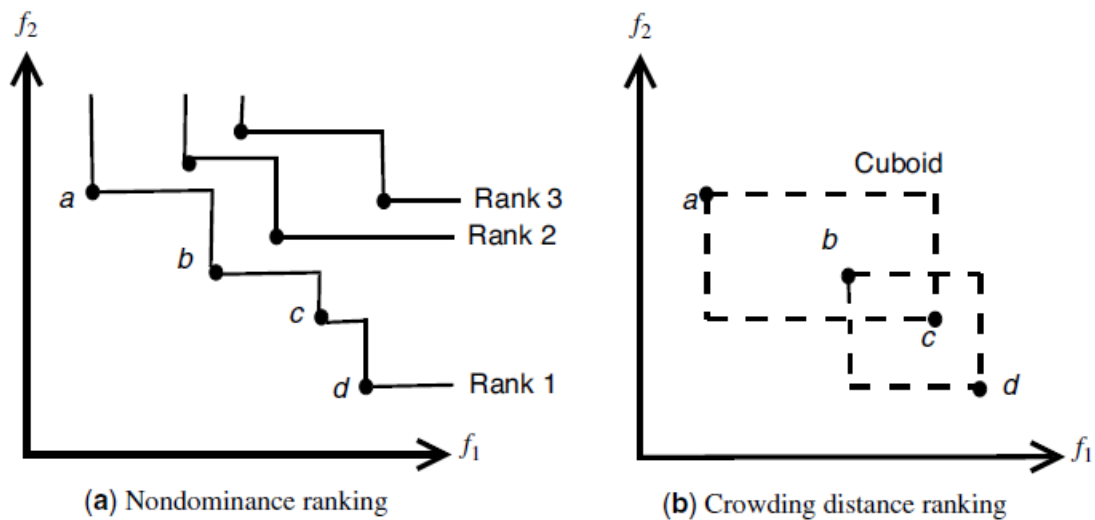 f₂
a
b
c
d
Rank 3
Rank 2
Rank 1
f₁
(a) Nondominance ranking
f₂
Cuboid
a
b
c
d
f₁
(b) Crowding distance ranking